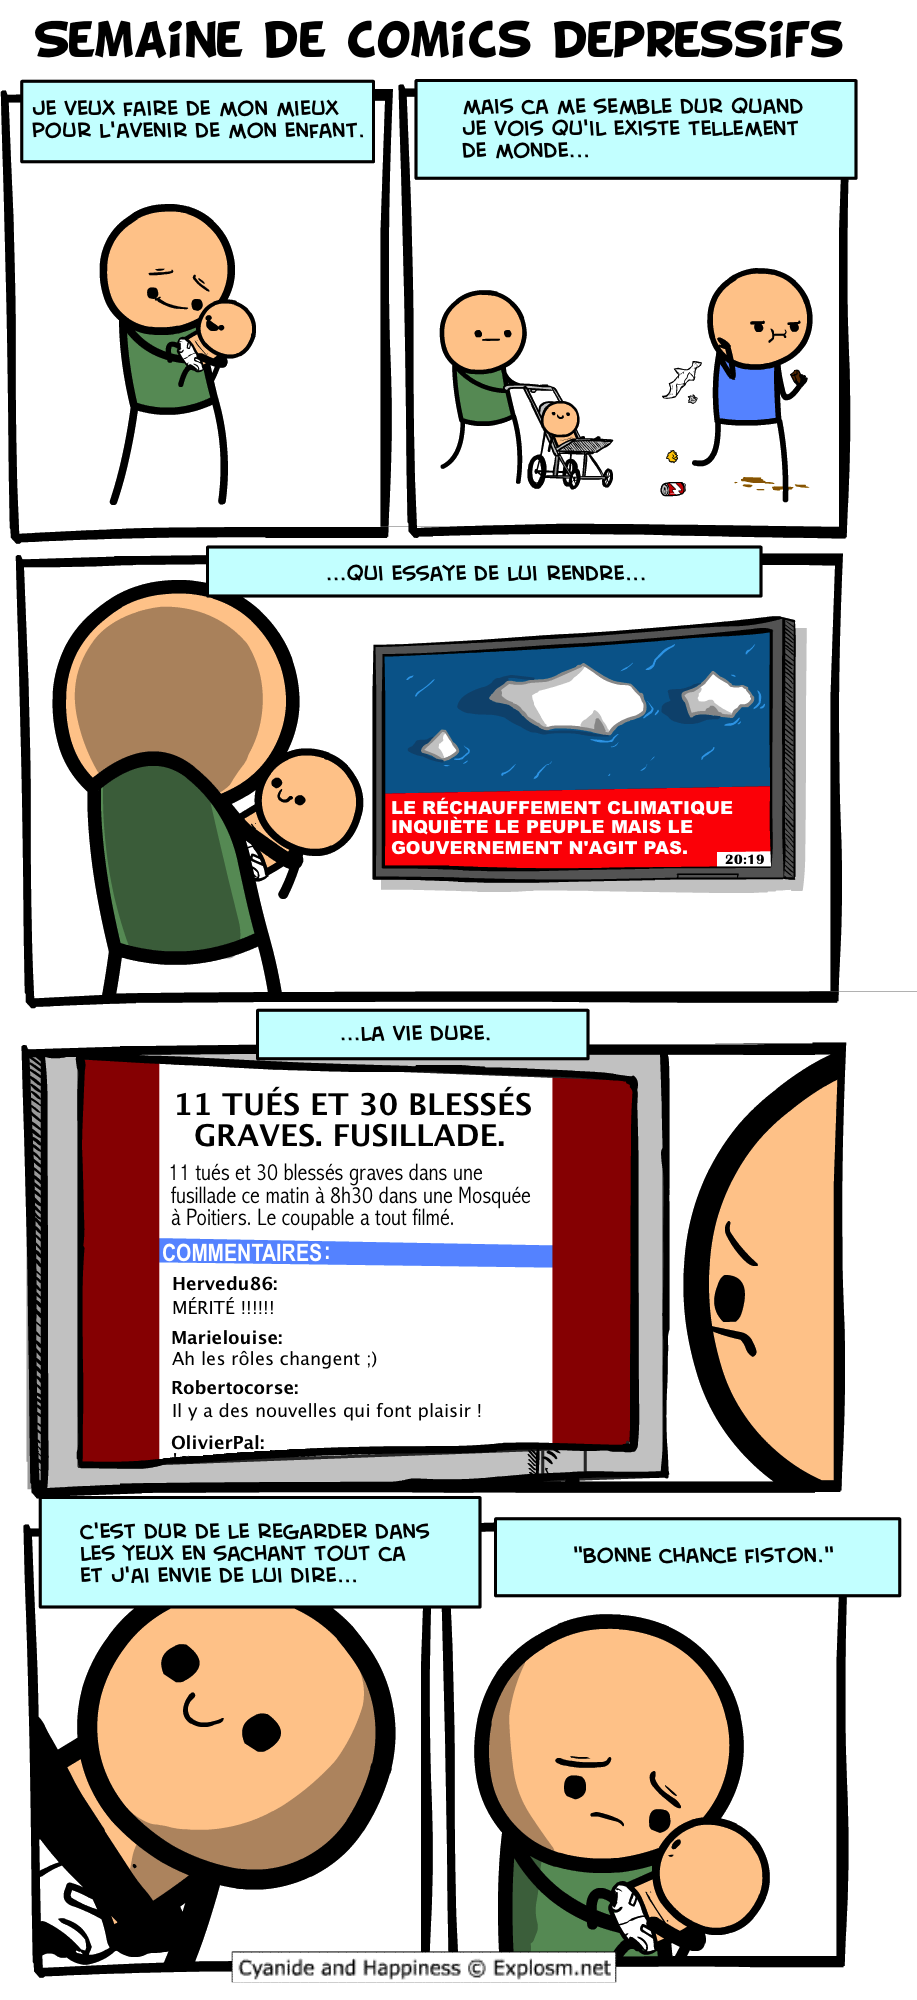 SEMAiNE DE COMiCS DEPRESSiFS
JE VEUX FAIRE DE MON MIEUX
POUR L'AVENIR DE MON ENFANT.
MAIS CA ME SEMBLE DUR QUAND
JE VOIS QU'IL EXISTE TELLEMENT
DE MONDE...
...QUI ESSAYE DE LUI RENDRE...
LE RÉCHAUFFEMENT CLIMATIQUE
INQUIÈTE LE PEUPLE MAIS LE
GOUVERNEMENT N'AGIT PAS.
20:19
...LA VIE DURE.
11 TUÉS ET 30 BLESSÉS
GRAVES. FUSILLADE.
11 tués et 30 blessés graves dans une
fusillade ce matin à 8h30 dans une Mosquée
à Poitiers. Le coupable a tout filmé.
COMMENTAIRES:
Hervedu86:
MÉRITÉ !!!!!!
Marielouise:
Ah les rôles changent ;)
Robertocorse:
Il y a des nouvelles qui font plaisir !
OlivierPal:
C'EST DUR DE LE REGARDER DANS
LES YEUX EN SACHANT TOUT CA
ET J'AI ENVIE DE LUI DIRE...
"BONNE CHANCE FISTON."
Cyanide and Happiness © Explosm.net